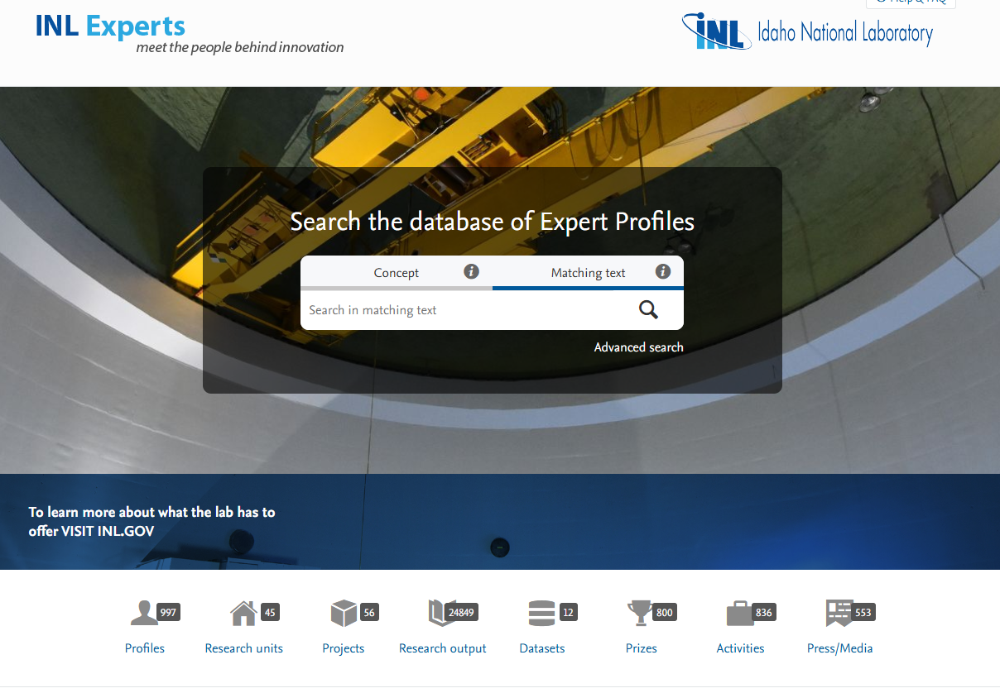 Help & FAQ
INL Experts
meet the people behind innovation
INL Idaho National Laboratory
Search the database of Expert Profiles
Concept
Matching text
Search in matching text
Advanced search
To learn more about what the lab has to
offer VISIT INL.GOV
997
45
56
24849
12
800
836
553
Profiles
Research units
Projects
Research output
Datasets
Prizes
Activities
Press/Media